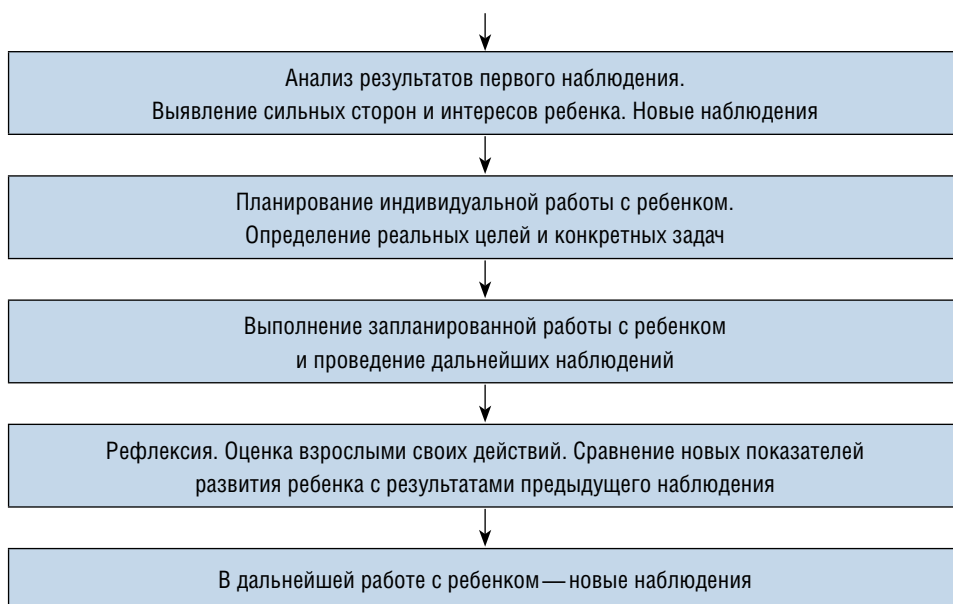 Анализ результатов первого наблюдения.
Выявление сильных сторон и интересов ребенка. Новые наблюдения
Планирование индивидуальной работы с ребенком.
Определение реальных целей и конкретных задач
Выполнение запланированной работы с ребенком
и проведение дальнейших наблюдений
Рефлексия. Оценка взрослыми своих действий. Сравнение новых показателей
развития ребенка с результатами предыдущего наблюдения
В дальнейшей работе с ребенком — новые наблюдения